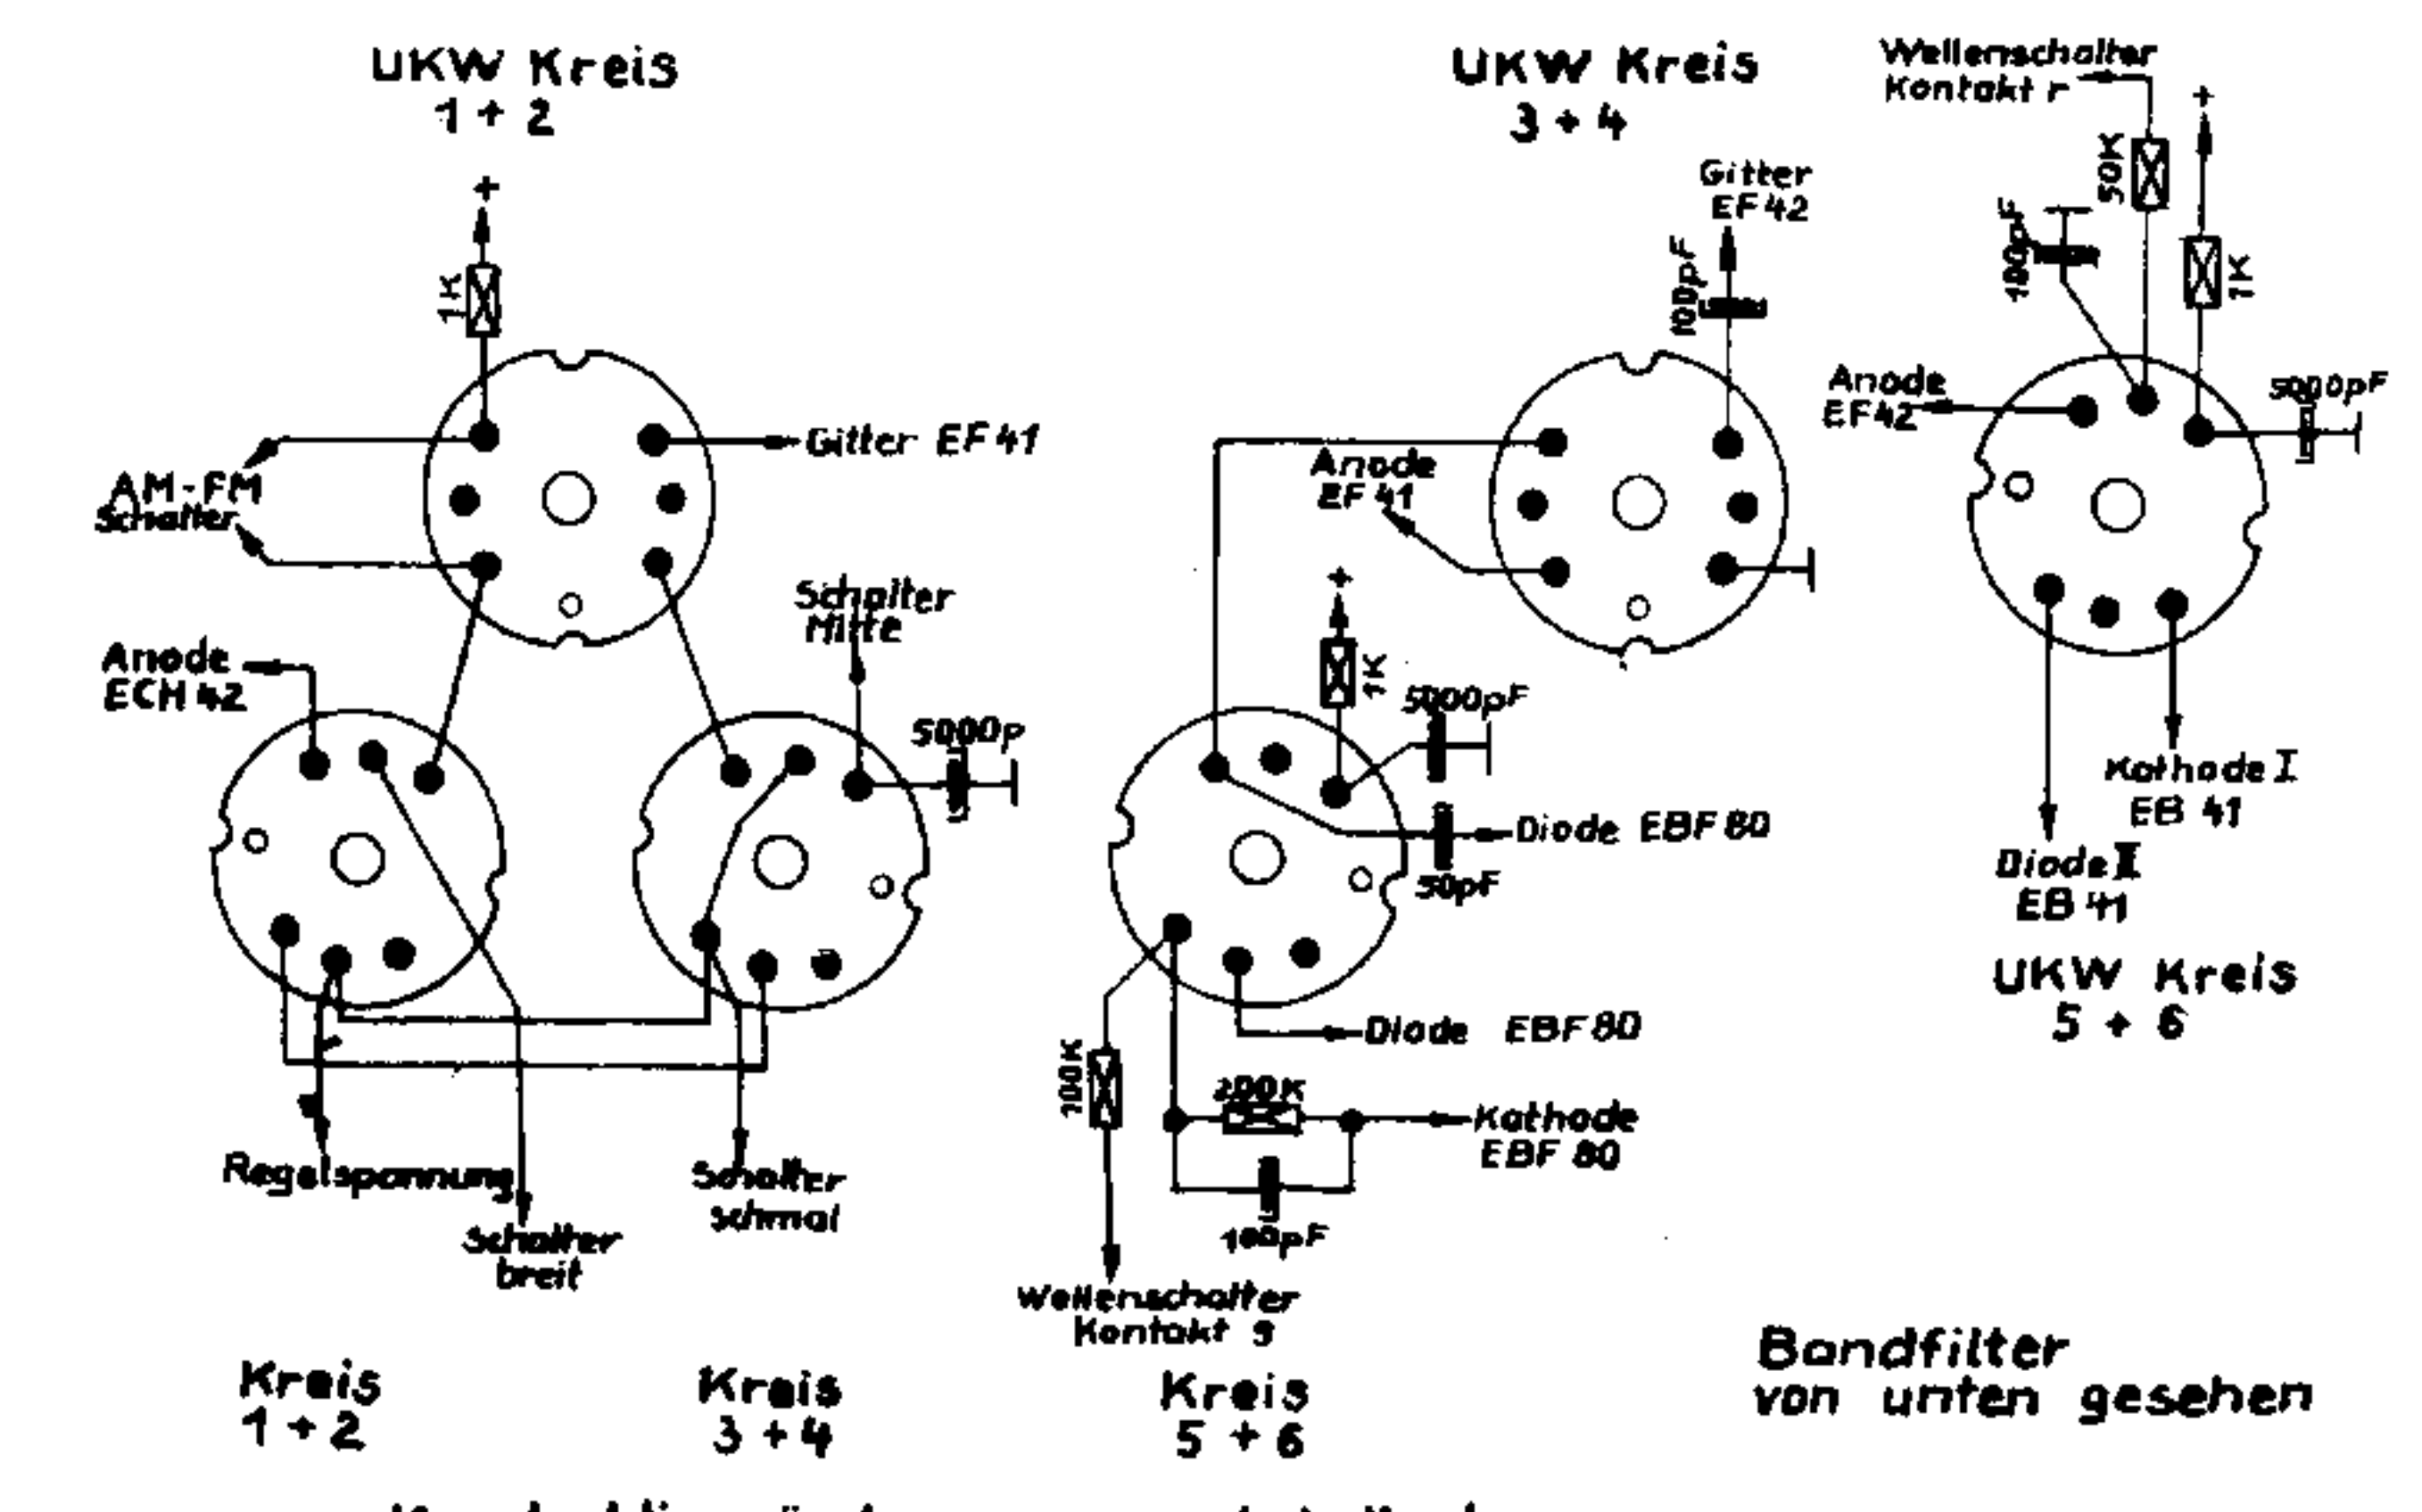 UKW Kreis
1 + 2
+
1K
Gitter EF 41
AM-FM
Schalter
Anode
ECH 42
Schalter
Mitte
5000p
Regelspannung
Schalter
breit
Schalter
schmal
Kreis
1 + 2
Kreis
3 + 4
UKW Kreis
3 + 4
Gitter
EF 42
100pF
Anode
EF 41
+
1K
5000pF
Diode EBF 80
50pF
Diode EBF 80
100K
200K
Kathode
EBF 80
100pF
Wellenschalter
Kontakt g
Kreis
5 + 6
Wellenschalter
Kontakt r
+
50K
100pF
1K
Anode
EF 42
5000pF
Kathode I
EB 41
Diode II
EB 41
UKW Kreis
5 + 6
Bandfilter
von unten gesehen